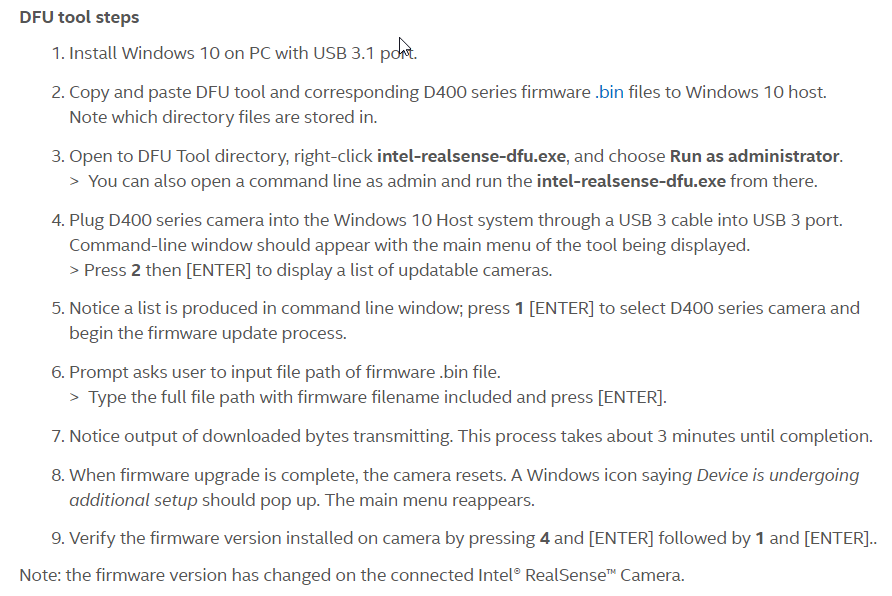 DFU tool steps
1. Install Windows 10 on PC with USB 3.1 port.
2. Copy and paste DFU tool and corresponding D400 series firmware .bin files to Windows 10 host.
Note which directory files are stored in.
3. Open to DFU Tool directory, right-click intel-realsense-dfu.exe, and choose Run as administrator.
> You can also open a command line as admin and run the intel-realsense-dfu.exe from there.
4. Plug D400 series camera into the Windows 10 Host system through a USB 3 cable into USB 3 port.
Command-line window should appear with the main menu of the tool being displayed.
> Press 2 then [ENTER] to display a list of updatable cameras.
5. Notice a list is produced in command line window; press 1 [ENTER] to select D400 series camera and
begin the firmware update process.
6. Prompt asks user to input file path of firmware .bin file.
> Type the full file path with firmware filename included and press [ENTER].
7. Notice output of downloaded bytes transmitting. This process takes about 3 minutes until completion.
8. When firmware upgrade is complete, the camera resets. A Windows icon saying Device is undergoing
additional setup should pop up. The main menu reappears.
9. Verify the firmware version installed on camera by pressing 4 and [ENTER] followed by 1 and [ENTER]..
Note: the firmware version has changed on the connected Intel® RealSense™ Camera.